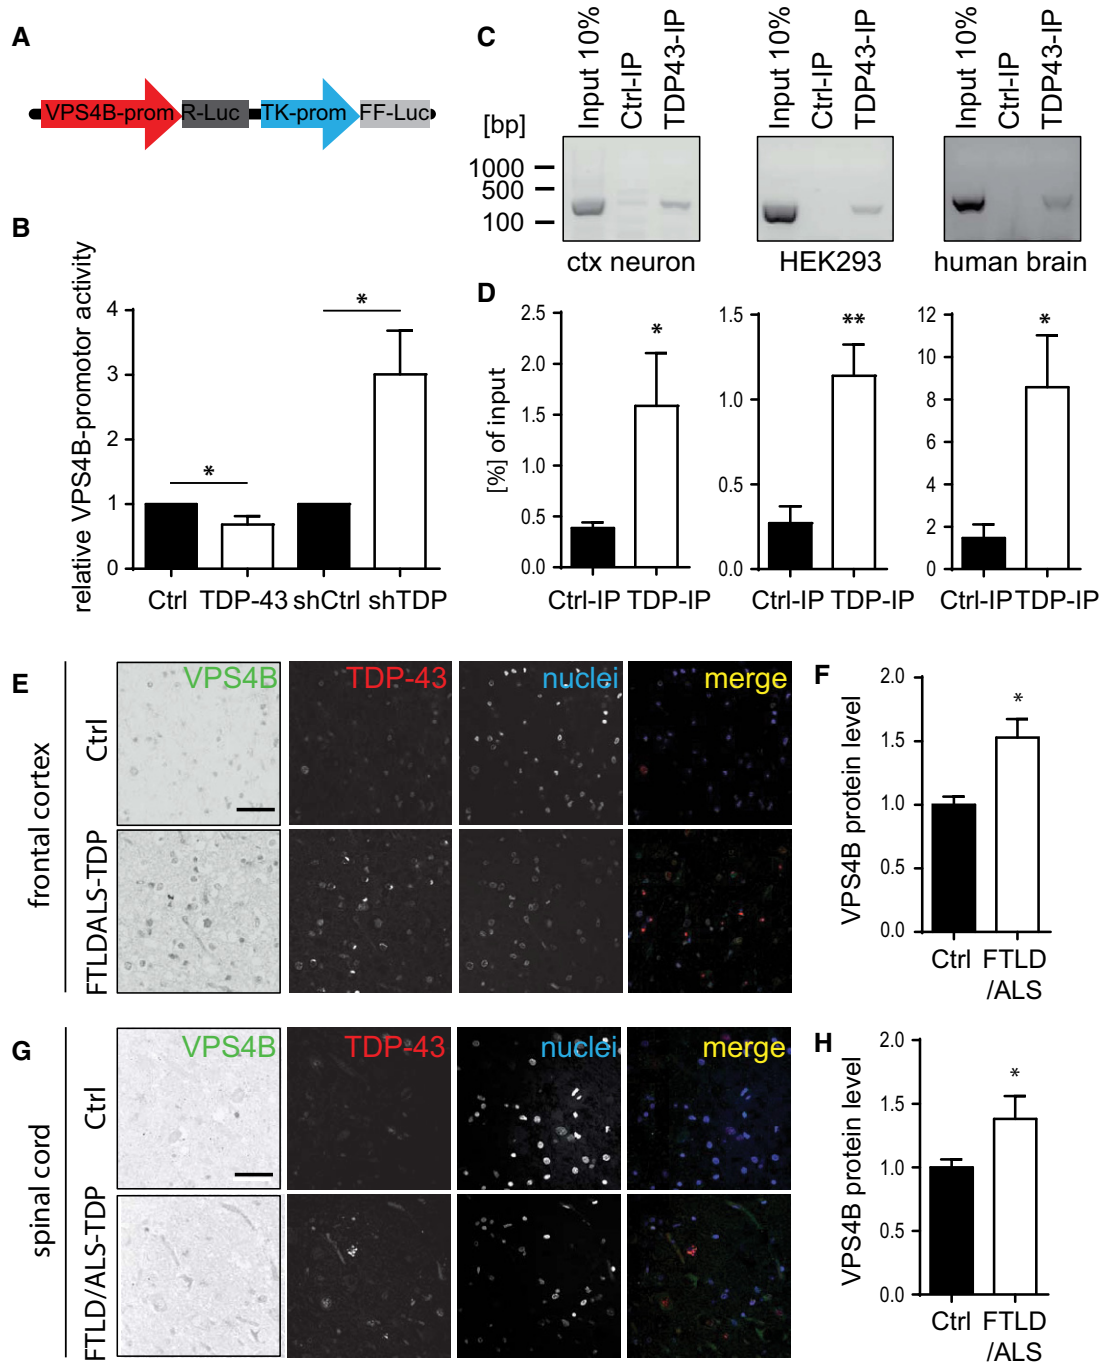 A
VPS4B-prom R-Luc TK-prom FF-Luc
B
relative VPS4B-promotor activity
4
3
2
1
0
*
*
Ctrl TDP-43 shCtrl shTDP
C
[bp]
1000
500
100
Input 10% Ctrl-IP TDP43-IP
ctx neuron
Input 10% Ctrl-IP TDP43-IP
HEK293
Input 10% Ctrl-IP TDP43-IP
human brain
D
[%] of input
2.5
2.0
1.5
1.0
0.5
0.0
*
Ctrl-IP TDP-IP
1.5
1.0
0.5
0.0
**
Ctrl-IP TDP-IP
12
10
8
6
4
2
0
*
Ctrl-IP TDP-IP
E
frontal cortex
Ctrl
FTLDALS-TDP
VPS4B TDP-43 nuclei merge
F
VPS4B protein level
2.0
1.5
1.0
0.5
0.0
*
Ctrl FTLD
/ALS
G
spinal cord
Ctrl
FTLD/ALS-TDP
VPS4B TDP-43 nuclei merge
H
VPS4B protein level
2.0
1.5
1.0
0.5
0.0
*
Ctrl FTLD
/ALS